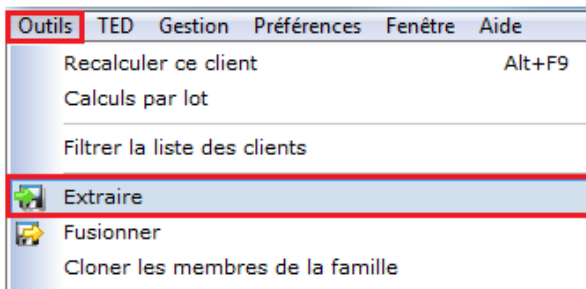 Outils TED Gestion Préférences Fenêtre Aide
Recalculer ce client Alt+F9
Calculs par lot
Filtrer la liste des clients
Extraire
Fusionner
Cloner les membres de la famille